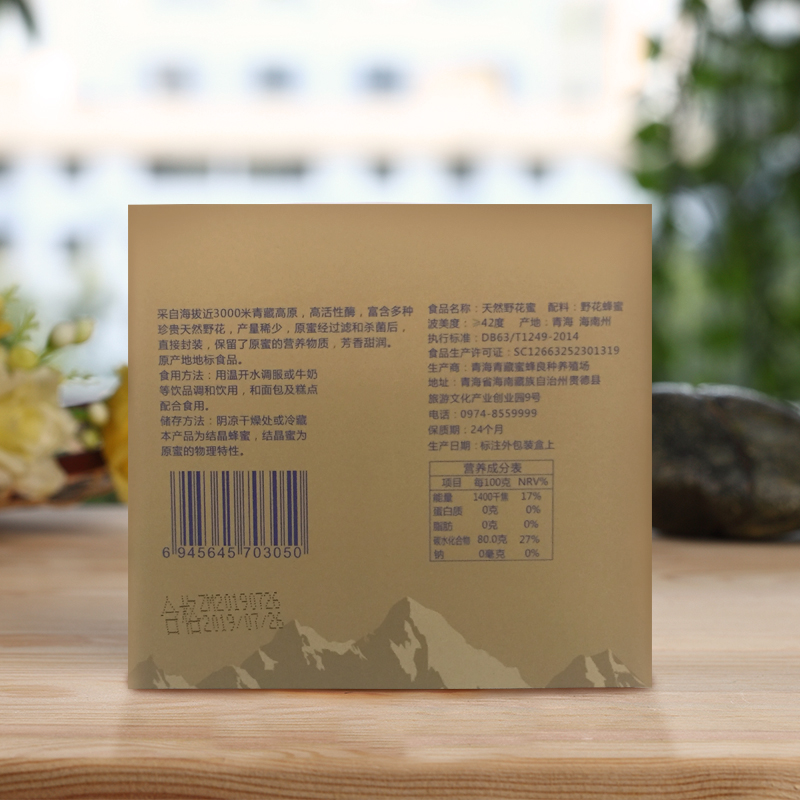 采自海拔近3000米青藏高原，高活性酶，富含多种
珍贵天然野花，产量稀少，原蜜经过滤和杀菌后，
直接封装，保留了原蜜的营养物质，芳香甜润。
原产地地标食品。
食用方法：用温开水调服或牛奶
等饮品调和饮用，和面包及糕点
配合食用。
储存方法：阴凉干燥处或冷藏
本产品为结晶蜂蜜，结晶蜜为
原蜜的物理特性。
6 945645 703050
合格 ZM20190726
2019/07/26
食品名称：天然野花蜜 配料：野花蜂蜜
波美度：≥42度 产地：青海 海南州
执行标准：DB63/T1249-2014
食品生产许可证：SC12663252301319
生产商：青海青藏蜜蜂良种养殖场
地址：青海省海南藏族自治州贵德县
旅游文化产业创业园9号
电话：0974-8559999
保质期：24个月
生产日期：标注外包装盒上
营养成分表
项目 每100克 NRV%
能量 1400千焦 17%
蛋白质 0克 0%
脂肪 0克 0%
碳水化合物 80.0克 27%
钠 0毫克 0%